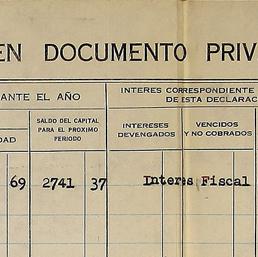 EN DOCUMENTO PRIV
ANTE EL AÑO
INTERES CORRESPONDIENTE
DE ESTA DECLARAC
SALDO DEL CAPITAL
PARA EL PROXIMO
PERIODO
INTERESES
DEVENGADOS
VENCIDOS
Y NO COBRADOS
DAD
69 2741 37 Interes Fiscal